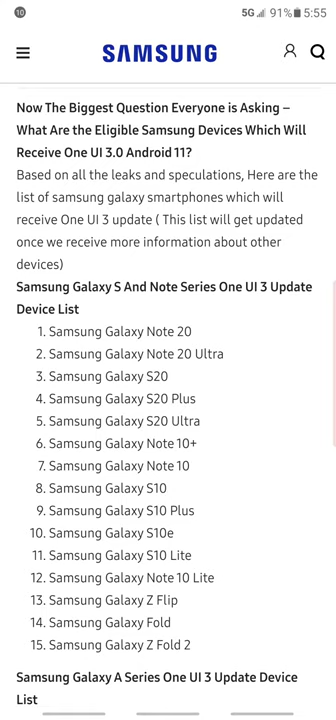 10 5G 91% 5:55
SAMSUNG
Now The Biggest Question Everyone is Asking –
What Are the Eligible Samsung Devices Which Will
Receive One UI 3.0 Android 11?
Based on all the leaks and speculations, Here are the
list of samsung galaxy smartphones which will
receive One UI 3 update ( This list will get updated
once we receive more information about other
devices)
Samsung Galaxy S And Note Series One UI 3 Update
Device List
1. Samsung Galaxy Note 20
2. Samsung Galaxy Note 20 Ultra
3. Samsung Galaxy S20
4. Samsung Galaxy S20 Plus
5. Samsung Galaxy S20 Ultra
6. Samsung Galaxy Note 10+
7. Samsung Galaxy Note 10
8. Samsung Galaxy S10
9. Samsung Galaxy S10 Plus
10. Samsung Galaxy S10e
11. Samsung Galaxy S10 Lite
12. Samsung Galaxy Note 10 Lite
13. Samsung Galaxy Z Flip
14. Samsung Galaxy Fold
15. Samsung Galaxy Z Fold 2
Samsung Galaxy A Series One UI 3 Update Device
List